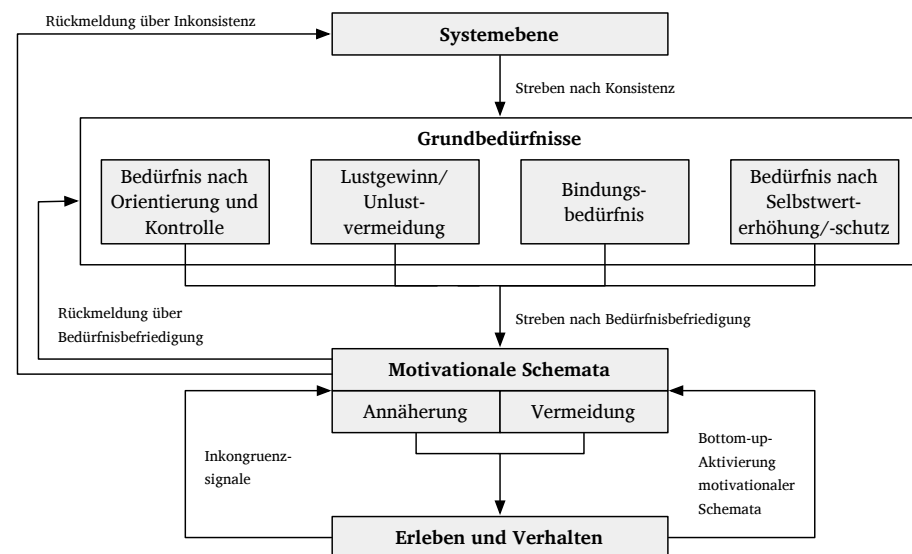 Rückmeldung über Inkonsistenz
Systemebene
Streben nach Konsistenz
Grundbedürfnisse
Bedürfnis nach
Orientierung und
Kontrolle
Lustgewinn/
Unlust-
vermeidung
Bindungs-
bedürfnis
Bedürfnis nach
Selbstwert-
erhöhung/-schutz
Rückmeldung über
Bedürfnisbefriedigung
Streben nach Bedürfnisbefriedigung
Motivationale Schemata
Annäherung
Vermeidung
Inkongruenz-
signale
Bottom-up-
Aktivierung
motivationaler
Schemata
Erleben und Verhalten